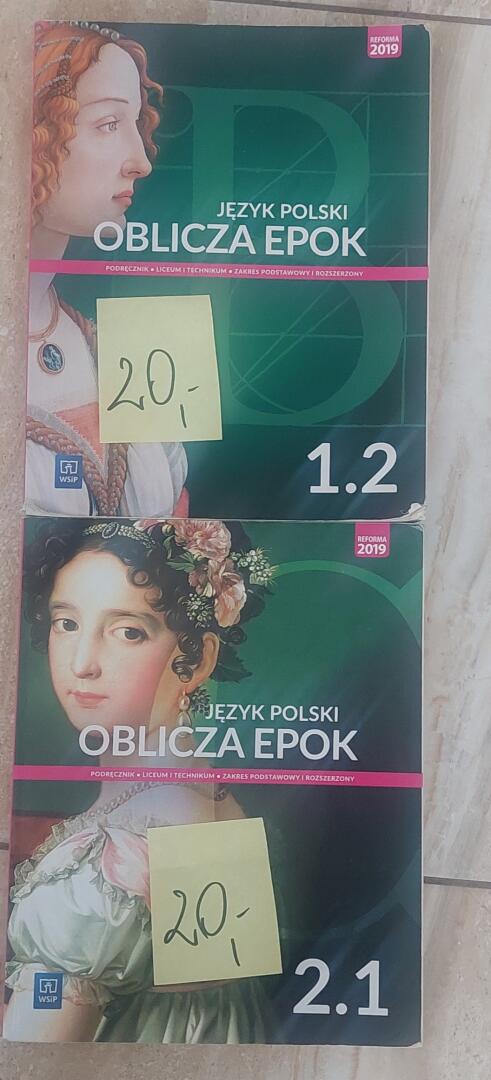 REFORMA
2019
JĘZYK POLSKI
OBLICZA EPOK
PODRĘCZNIK • LICEUM I TECHNIKUM • ZAKRES PODSTAWOWY I ROZSZERZONY
20,-
1.2
WSiP
REFORMA
2019
JĘZYK POLSKI
OBLICZA EPOK
PODRĘCZNIK • LICEUM I TECHNIKUM • ZAKRES PODSTAWOWY I ROZSZERZONY
20,-
2.1
WSiP